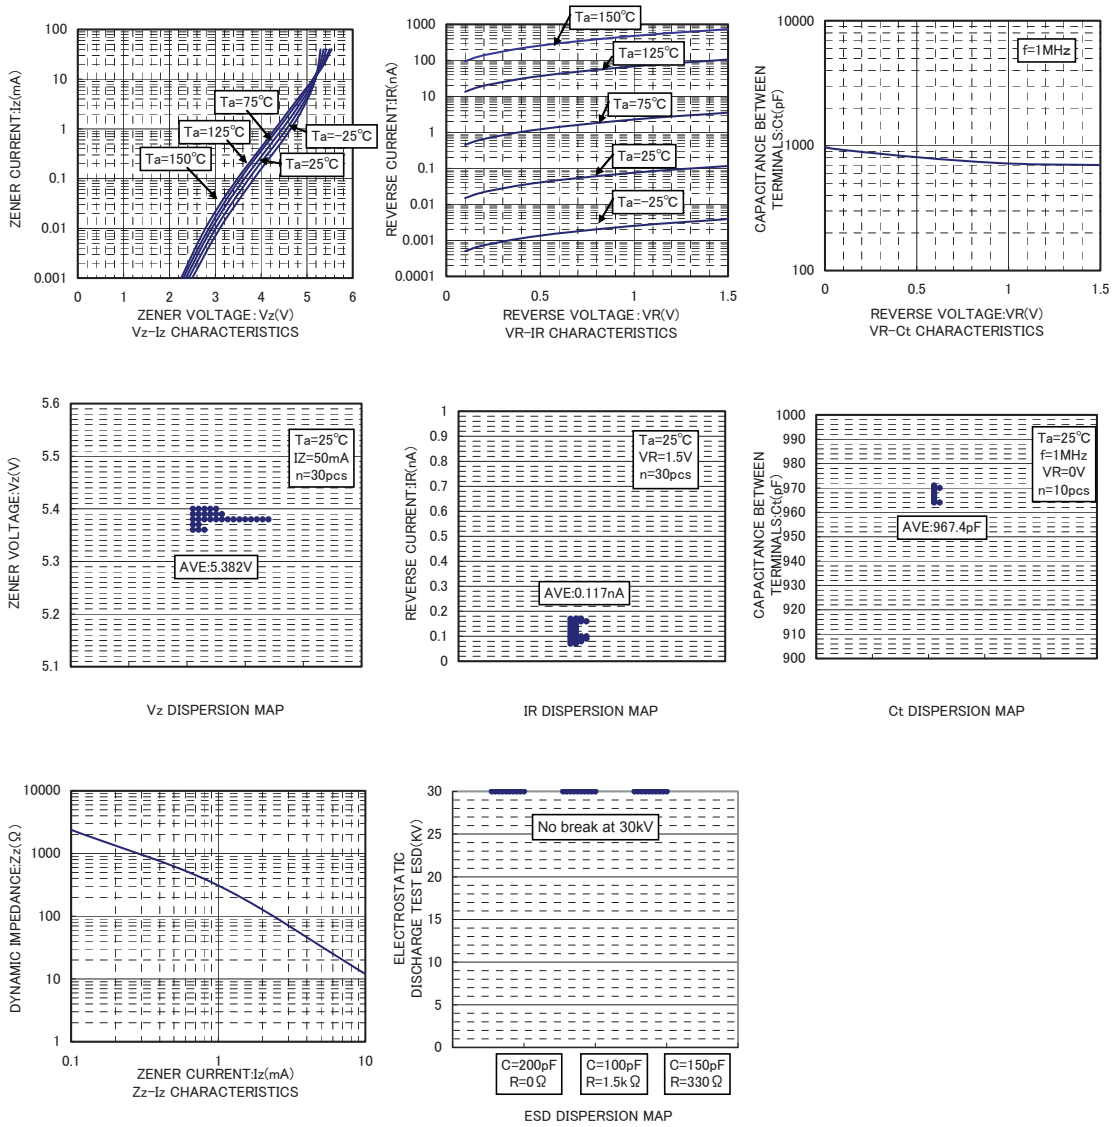 100
10
1
0.1
0.01
0.001
ZENER CURRENT:Iz(mA)
Ta=75℃
Ta=125℃
Ta=150℃
Ta=-25℃
Ta=25℃
0 1 2 3 4 5 6
ZENER VOLTAGE:Vz(V)
Vz-Iz CHARACTERISTICS
1000
100
10
1
0.1
0.01
0.001
0.0001
REVERSE CURRENT:IR(nA)
Ta=150℃
Ta=125℃
Ta=75℃
Ta=25℃
Ta=-25℃
0 0.5 1 1.5
REVERSE VOLTAGE:VR(V)
VR-IR CHARACTERISTICS
10000
1000
100
CAPACITANCE BETWEEN
TERMINALS:Ct(pF)
f=1MHz
0 0.5 1 1.5
REVERSE VOLTAGE:VR(V)
VR-Ct CHARACTERISTICS
5.6
5.5
5.4
5.3
5.2
5.1
ZENER VOLTAGE:Vz(V)
Ta=25℃
IZ=50mA
n=30pcs
AVE:5.382V
Vz DISPERSION MAP
1
0.9
0.8
0.7
0.6
0.5
0.4
0.3
0.2
0.1
0
REVERSE CURRENT:IR(nA)
Ta=25℃
VR=1.5V
n=30pcs
AVE:0.117nA
IR DISPERSION MAP
1000
990
980
970
960
950
940
930
920
910
900
CAPACITANCE BETWEEN
TERMINALS:Ct(pF)
Ta=25℃
f=1MHz
VR=0V
n=10pcs
AVE:967.4pF
Ct DISPERSION MAP
10000
1000
100
10
1
DYNAMIC IMPEDANCE:Zz(Ω)
0.1 1 10
ZENER CURRENT:Iz(mA)
Zz-Iz CHARACTERISTICS
30
25
20
15
10
5
0
ELECTROSTATIC
DISCHARGE TEST ESD(KV)
No break at 30kV
C=200pF
R=0Ω
C=100pF
R=1.5kΩ
C=150pF
R=330Ω
ESD DISPERSION MAP